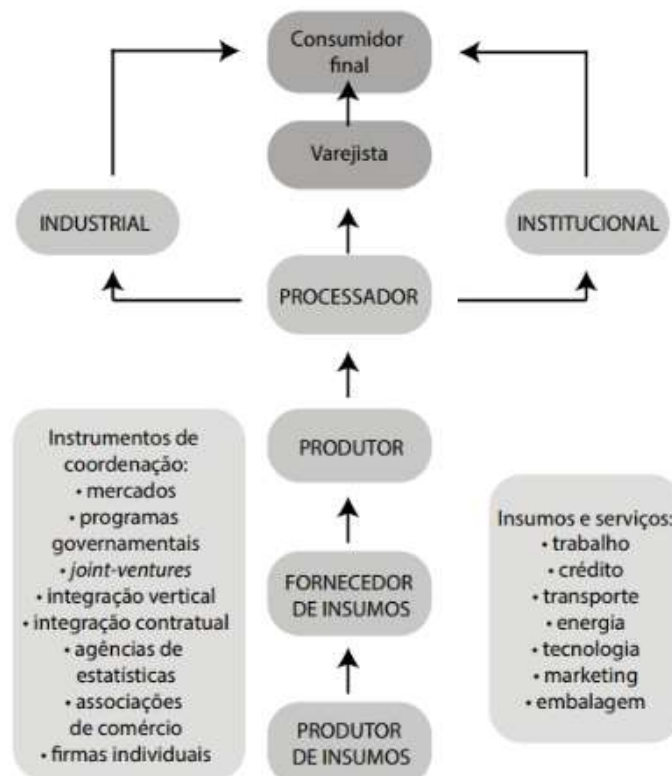 Consumidor
final
Varejista
INDUSTRIAL
INSTITUCIONAL
PROCESSADOR
PRODUTOR
FORNECEDOR
DE INSUMOS
PRODUTOR
DE INSUMOS
Instrumentos de
coordenação:
• mercados
• programas
governamentais
• joint-ventures
• integração vertical
• integração contratual
• agências de
estatísticas
• associações
de comércio
• firmas individuais
Insumos e serviços:
• trabalho
• crédito
• transporte
• energia
• tecnologia
• marketing
• embalagem